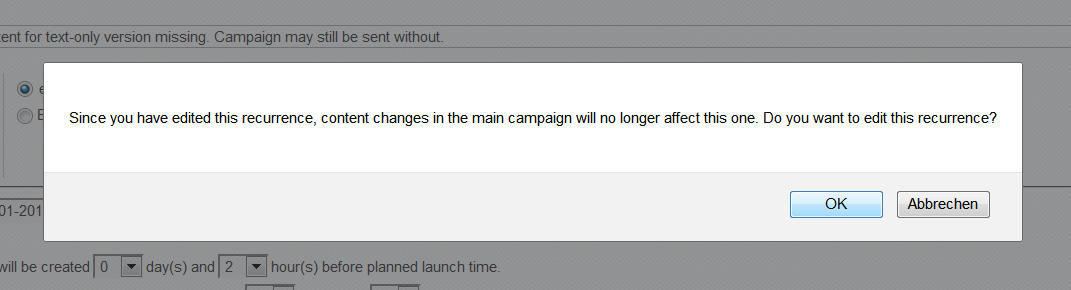 ent for text-only version missing. Campaign may still be sent without.
Since you have edited this recurrence, content changes in the main campaign will no longer affect this one. Do you want to edit this recurrence?
OK Abbrechen
01-201
will be created 0 day(s) and 2 hour(s) before planned launch time.